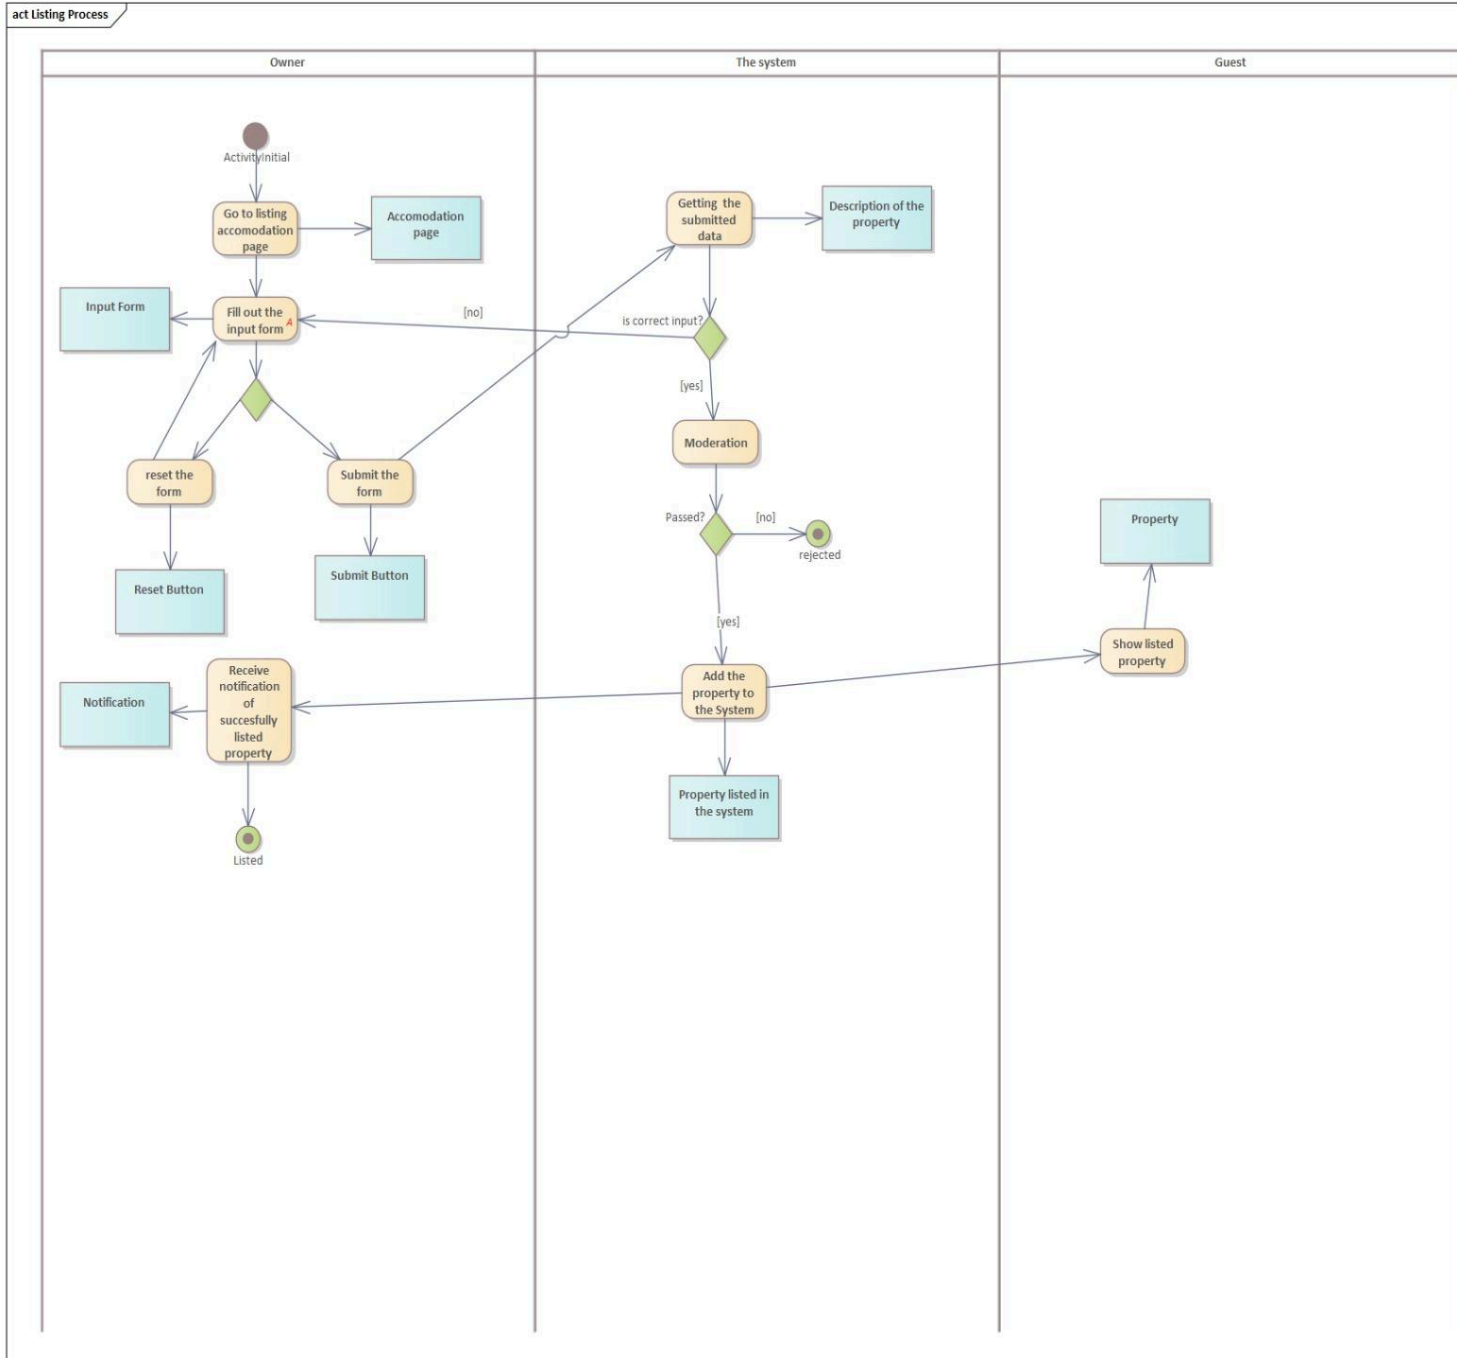 act Listing Process
Owner
The system
Guest
ActivityInitial
Go to listing
accomodation
page
Accomodation
page
Getting the
submitted
data
Description of the
property
Input Form
Fill out the
input form
A
[no]
is correct input?
[yes]
reset the
form
Submit the
form
Moderation
Reset Button
Submit Button
Passed?
[no]
rejected
Property
[yes]
Show listed
property
Notification
Receive
notification
of
succesfully
listed
property
Add the
property to
the System
Property listed in
the system
Listed